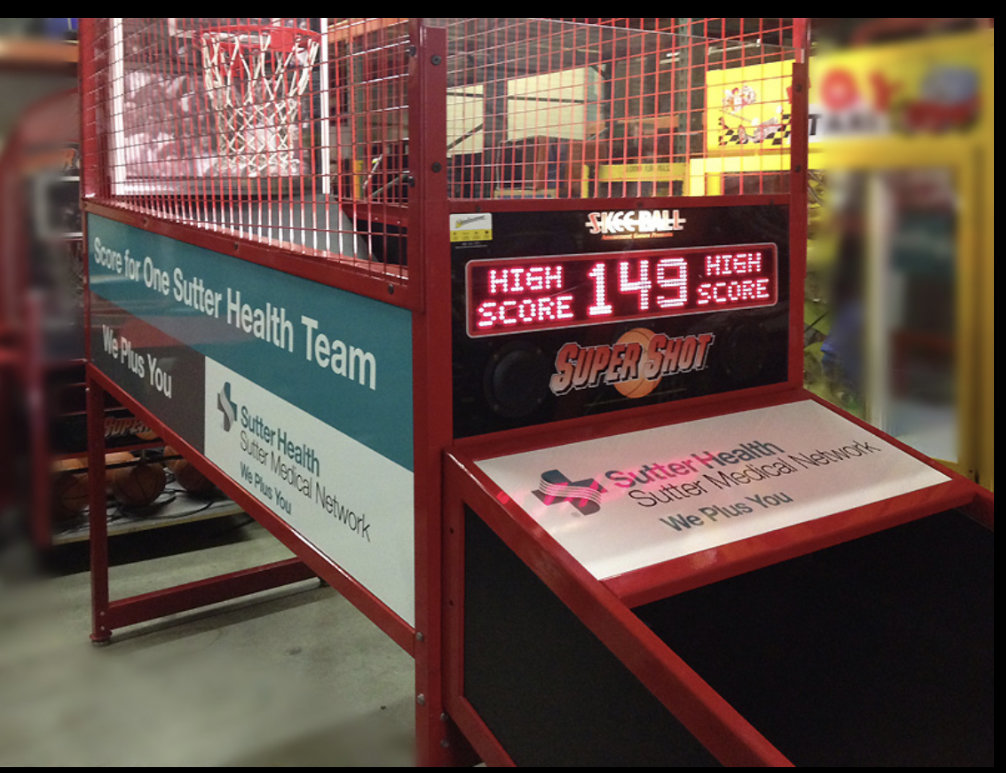 SKEE-BALL
HIGH SCORE
149
HIGH SCORE
SUPER SHOT
Score for One Sutter Health Team
We Plus You
Sutter Health
Sutter Medical Network
We Plus You
Sutter Health
Sutter Medical Network
We Plus You
SUPER